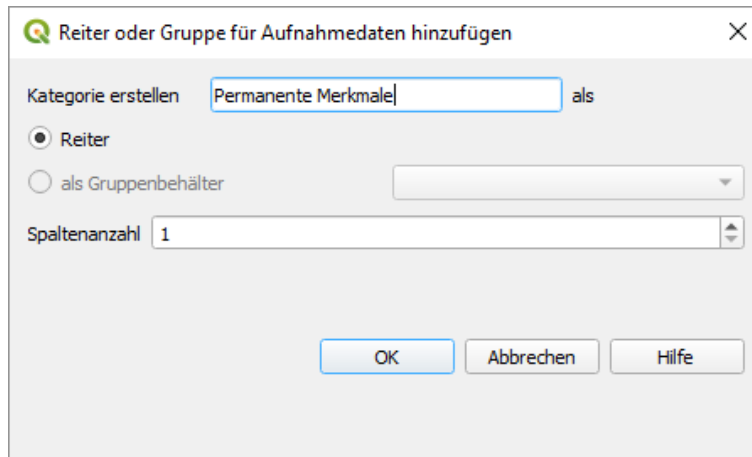 Reiter oder Gruppe für Aufnahmedaten hinzufügen
Kategorie erstellen Permanente Merkmale als
Reiter
als Gruppenbehälter
Spaltenanzahl 1
OK Abbrechen Hilfe